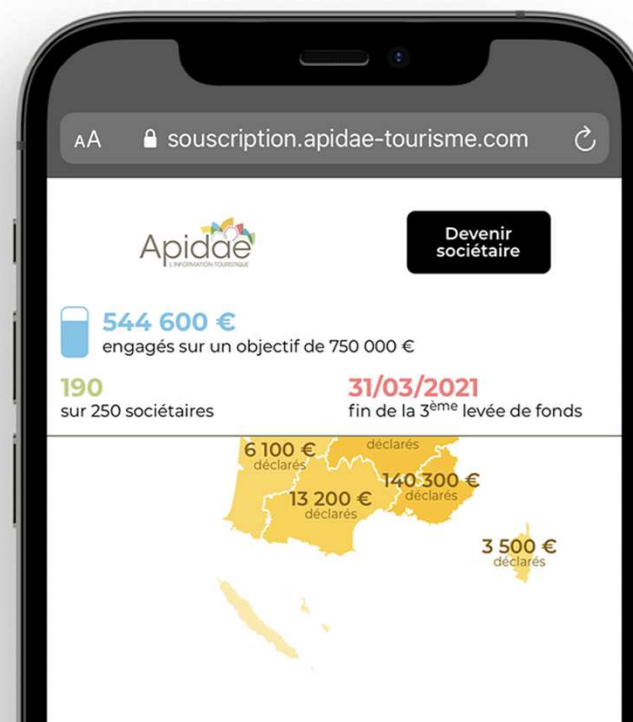 AA souscription.apidae-tourisme.com
Apidae
L'INFORMATION TOURISTIQUE
Devenir
sociétaire
544 600 €
engagés sur un objectif de 750 000 €
190
sur 250 sociétaires
31/03/2021
fin de la 3ème levée de fonds
6 100 €
déclarés
déclarés
13 200 €
déclarés
140 300 €
déclarés
3 500 €
déclarés